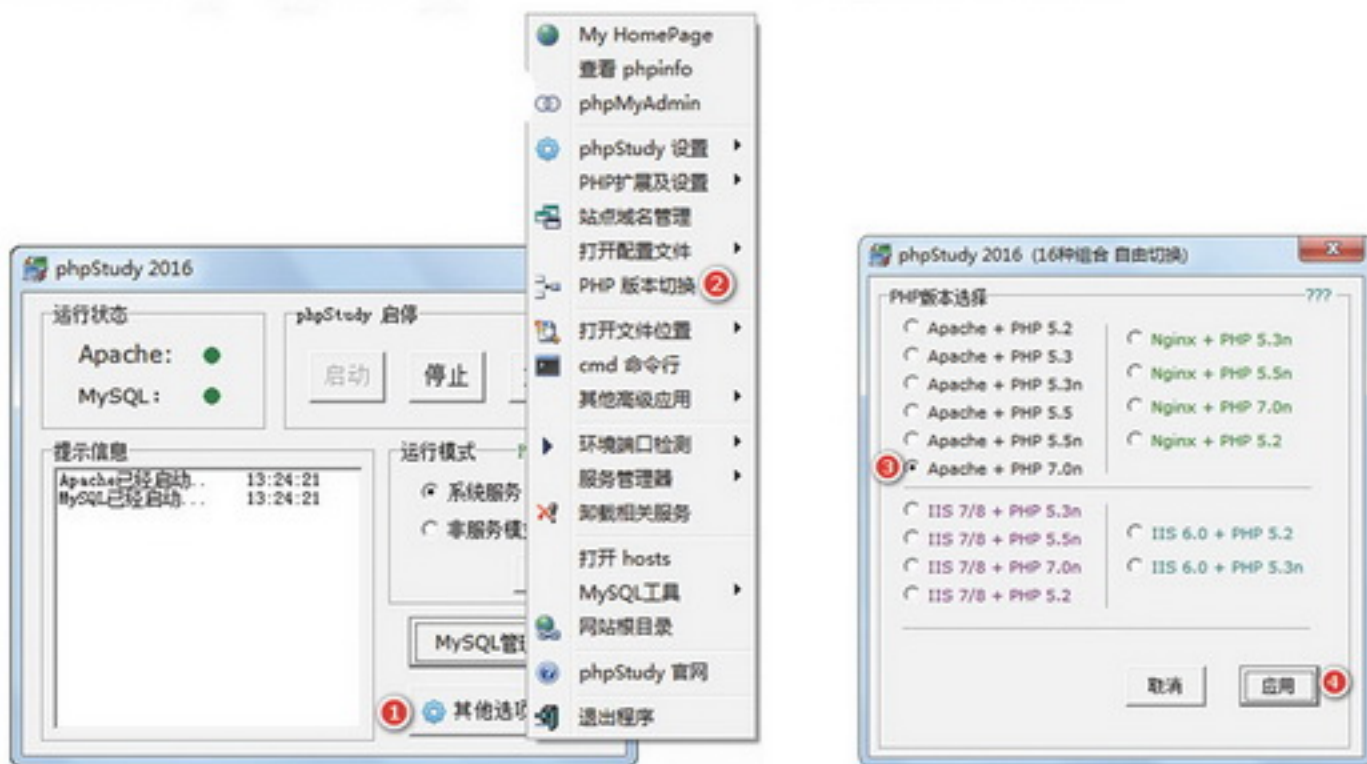 phpStudy 2016
运行状态
Apache:
MySQL:
phpStudy 启停
启动
停止
提示信息
Apache已经启动.. 13:24:21
MySQL已经启动... 13:24:21
运行模式
系统服务
非服务模
MySQL管
1
其他选项
My HomePage
查看 phpinfo
phpMyAdmin
phpStudy 设置
PHP扩展及设置
站点域名管理
打开配置文件
PHP 版本切换 2
打开文件位置
cmd 命令行
其他高级应用
环境端口检测
服务管理器
卸载相关服务
打开 hosts
MySQL工具
网站根目录
phpStudy 官网
退出程序
phpStudy 2016 (16种组合 自由切换)
X
PHP版本选择
???
Apache + PHP 5.2
Apache + PHP 5.3
Apache + PHP 5.3n
Apache + PHP 5.5
Apache + PHP 5.5n
3 Apache + PHP 7.0n
Nginx + PHP 5.3n
Nginx + PHP 5.5n
Nginx + PHP 7.0n
Nginx + PHP 5.2
IIS 7/8 + PHP 5.3n
IIS 7/8 + PHP 5.5n
IIS 7/8 + PHP 7.0n
IIS 7/8 + PHP 5.2
IIS 6.0 + PHP 5.2
IIS 6.0 + PHP 5.3n
取消
应用 4